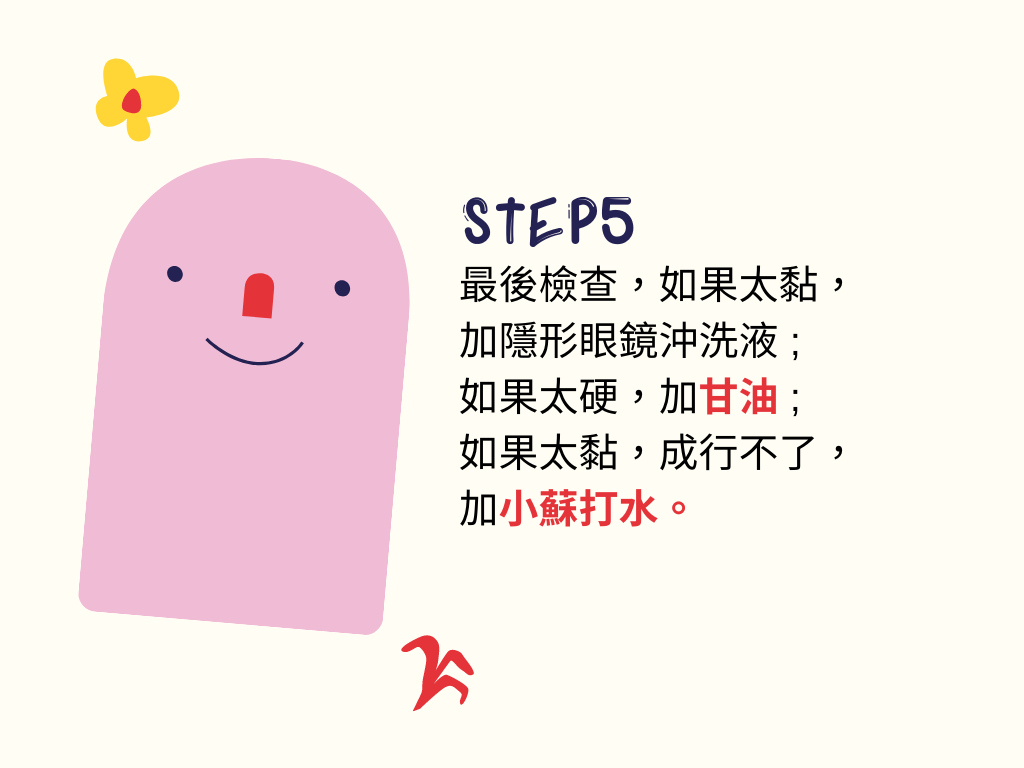 STEP5
最後檢查，如果太黏，
加隱形眼鏡沖洗液；
如果太硬，加甘油；
如果太黏，成行不了，
加小蘇打水。